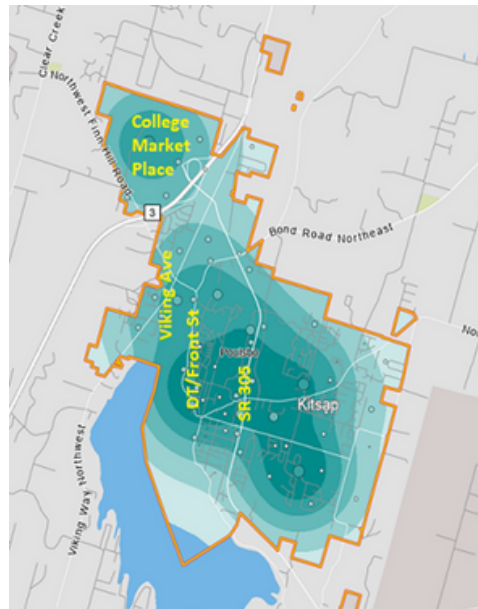 Clear Creek
Northwest Finn Hill Road
College
Market
Place
3
Bond Road Northeast
Viking Ave
DT/Front St
SR 305
Poulsbo
Kitsap
Viking Way Northwest